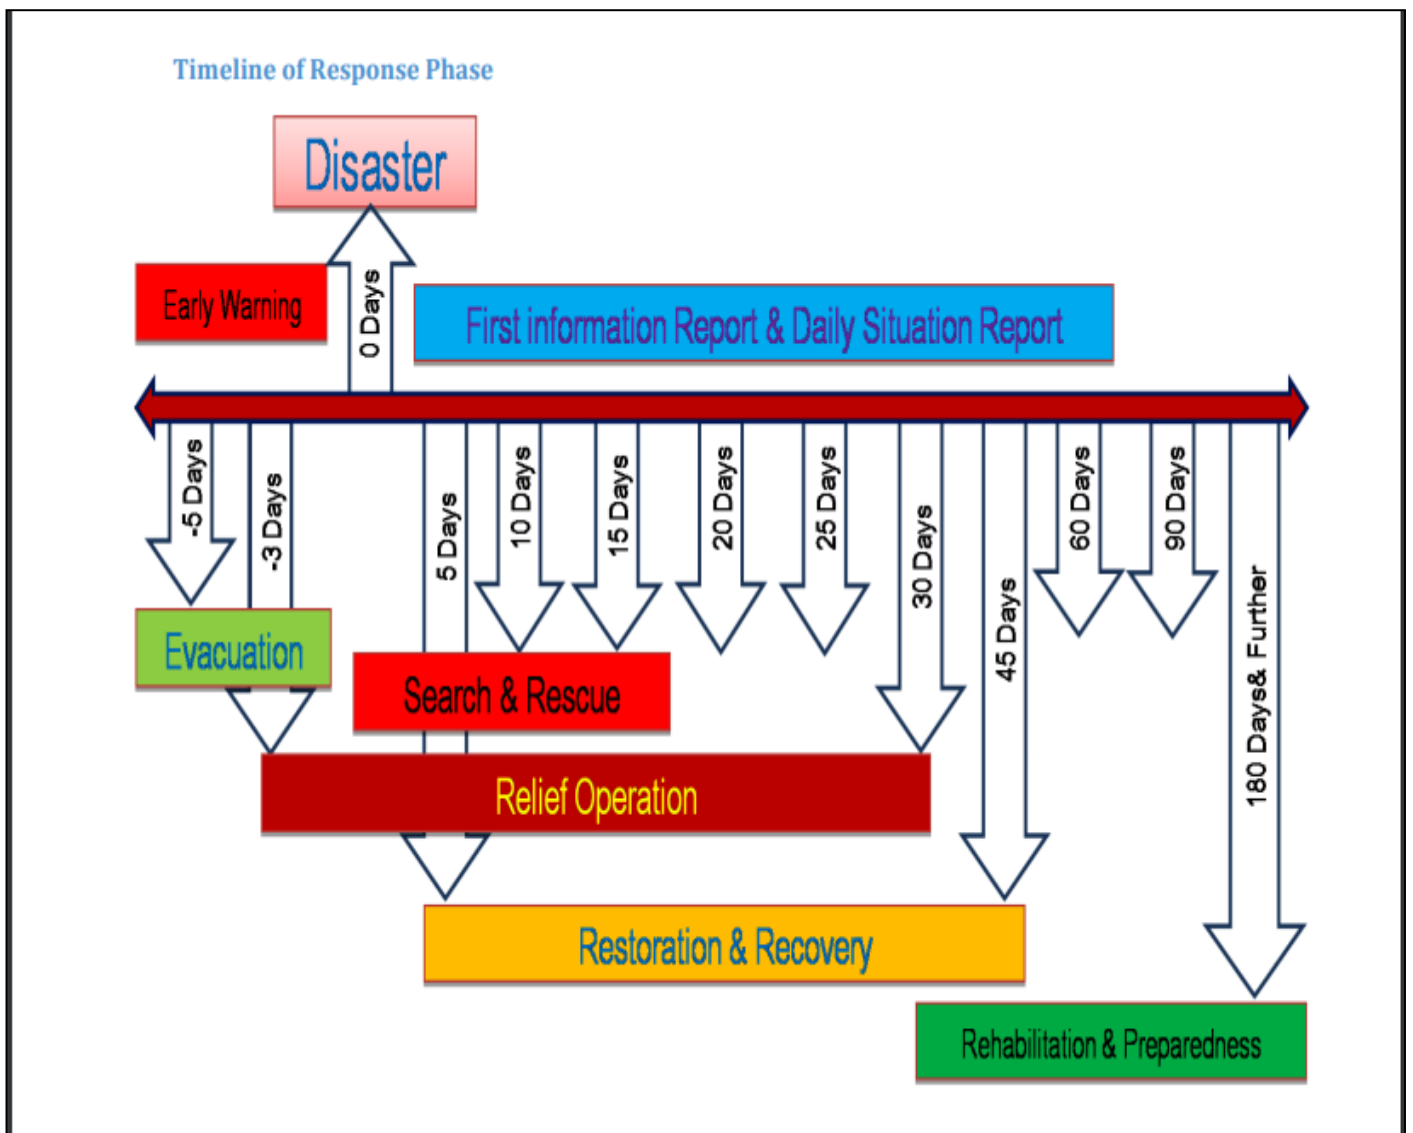 Timeline of Response Phase
Disaster
Early Warning
0 Days
First information Report & Daily Situation Report
-5 Days
-3 Days
5 Days
10 Days
15 Days
20 Days
25 Days
30 Days
45 Days
60 Days
90 Days
180 Days& Further
Evacuation
Search & Rescue
Relief Operation
Restoration & Recovery
Rehabilitation & Preparedness